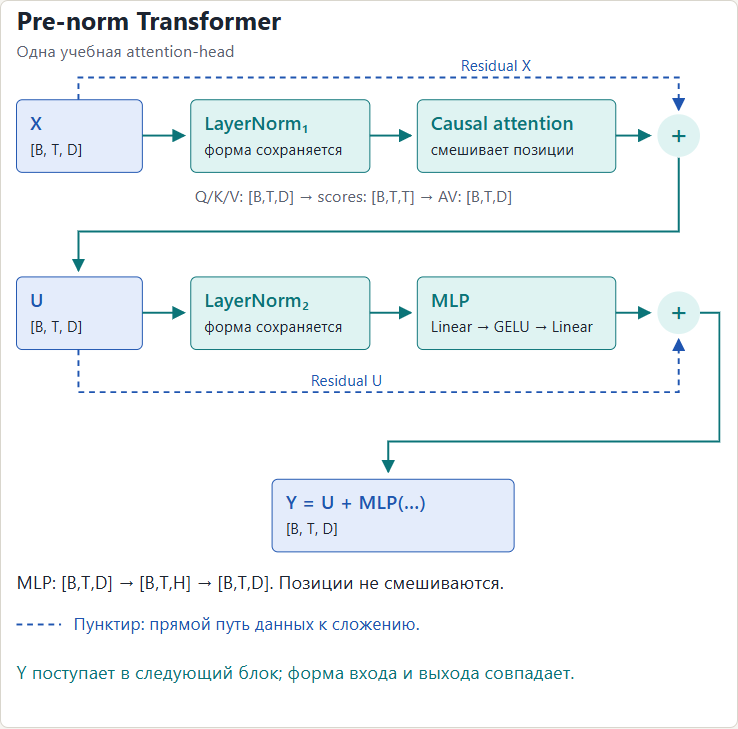 Pre-norm Transformer
Одна учебная attention-head
Residual X
X
[B, T, D]
LayerNorm₁
форма сохраняется
Causal attention
смешивает позиции
+
Q/K/V: [B,T,D] → scores: [B,T,T] → AV: [B,T,D]
U
[B, T, D]
LayerNorm₂
форма сохраняется
MLP
Linear → GELU → Linear
+
Residual U
Y = U + MLP(...)
[B, T, D]
MLP: [B,T,D] → [B,T,H] → [B,T,D]. Позиции не смешиваются.
Пунктир: прямой путь данных к сложению.
Y поступает в следующий блок; форма входа и выхода совпадает.